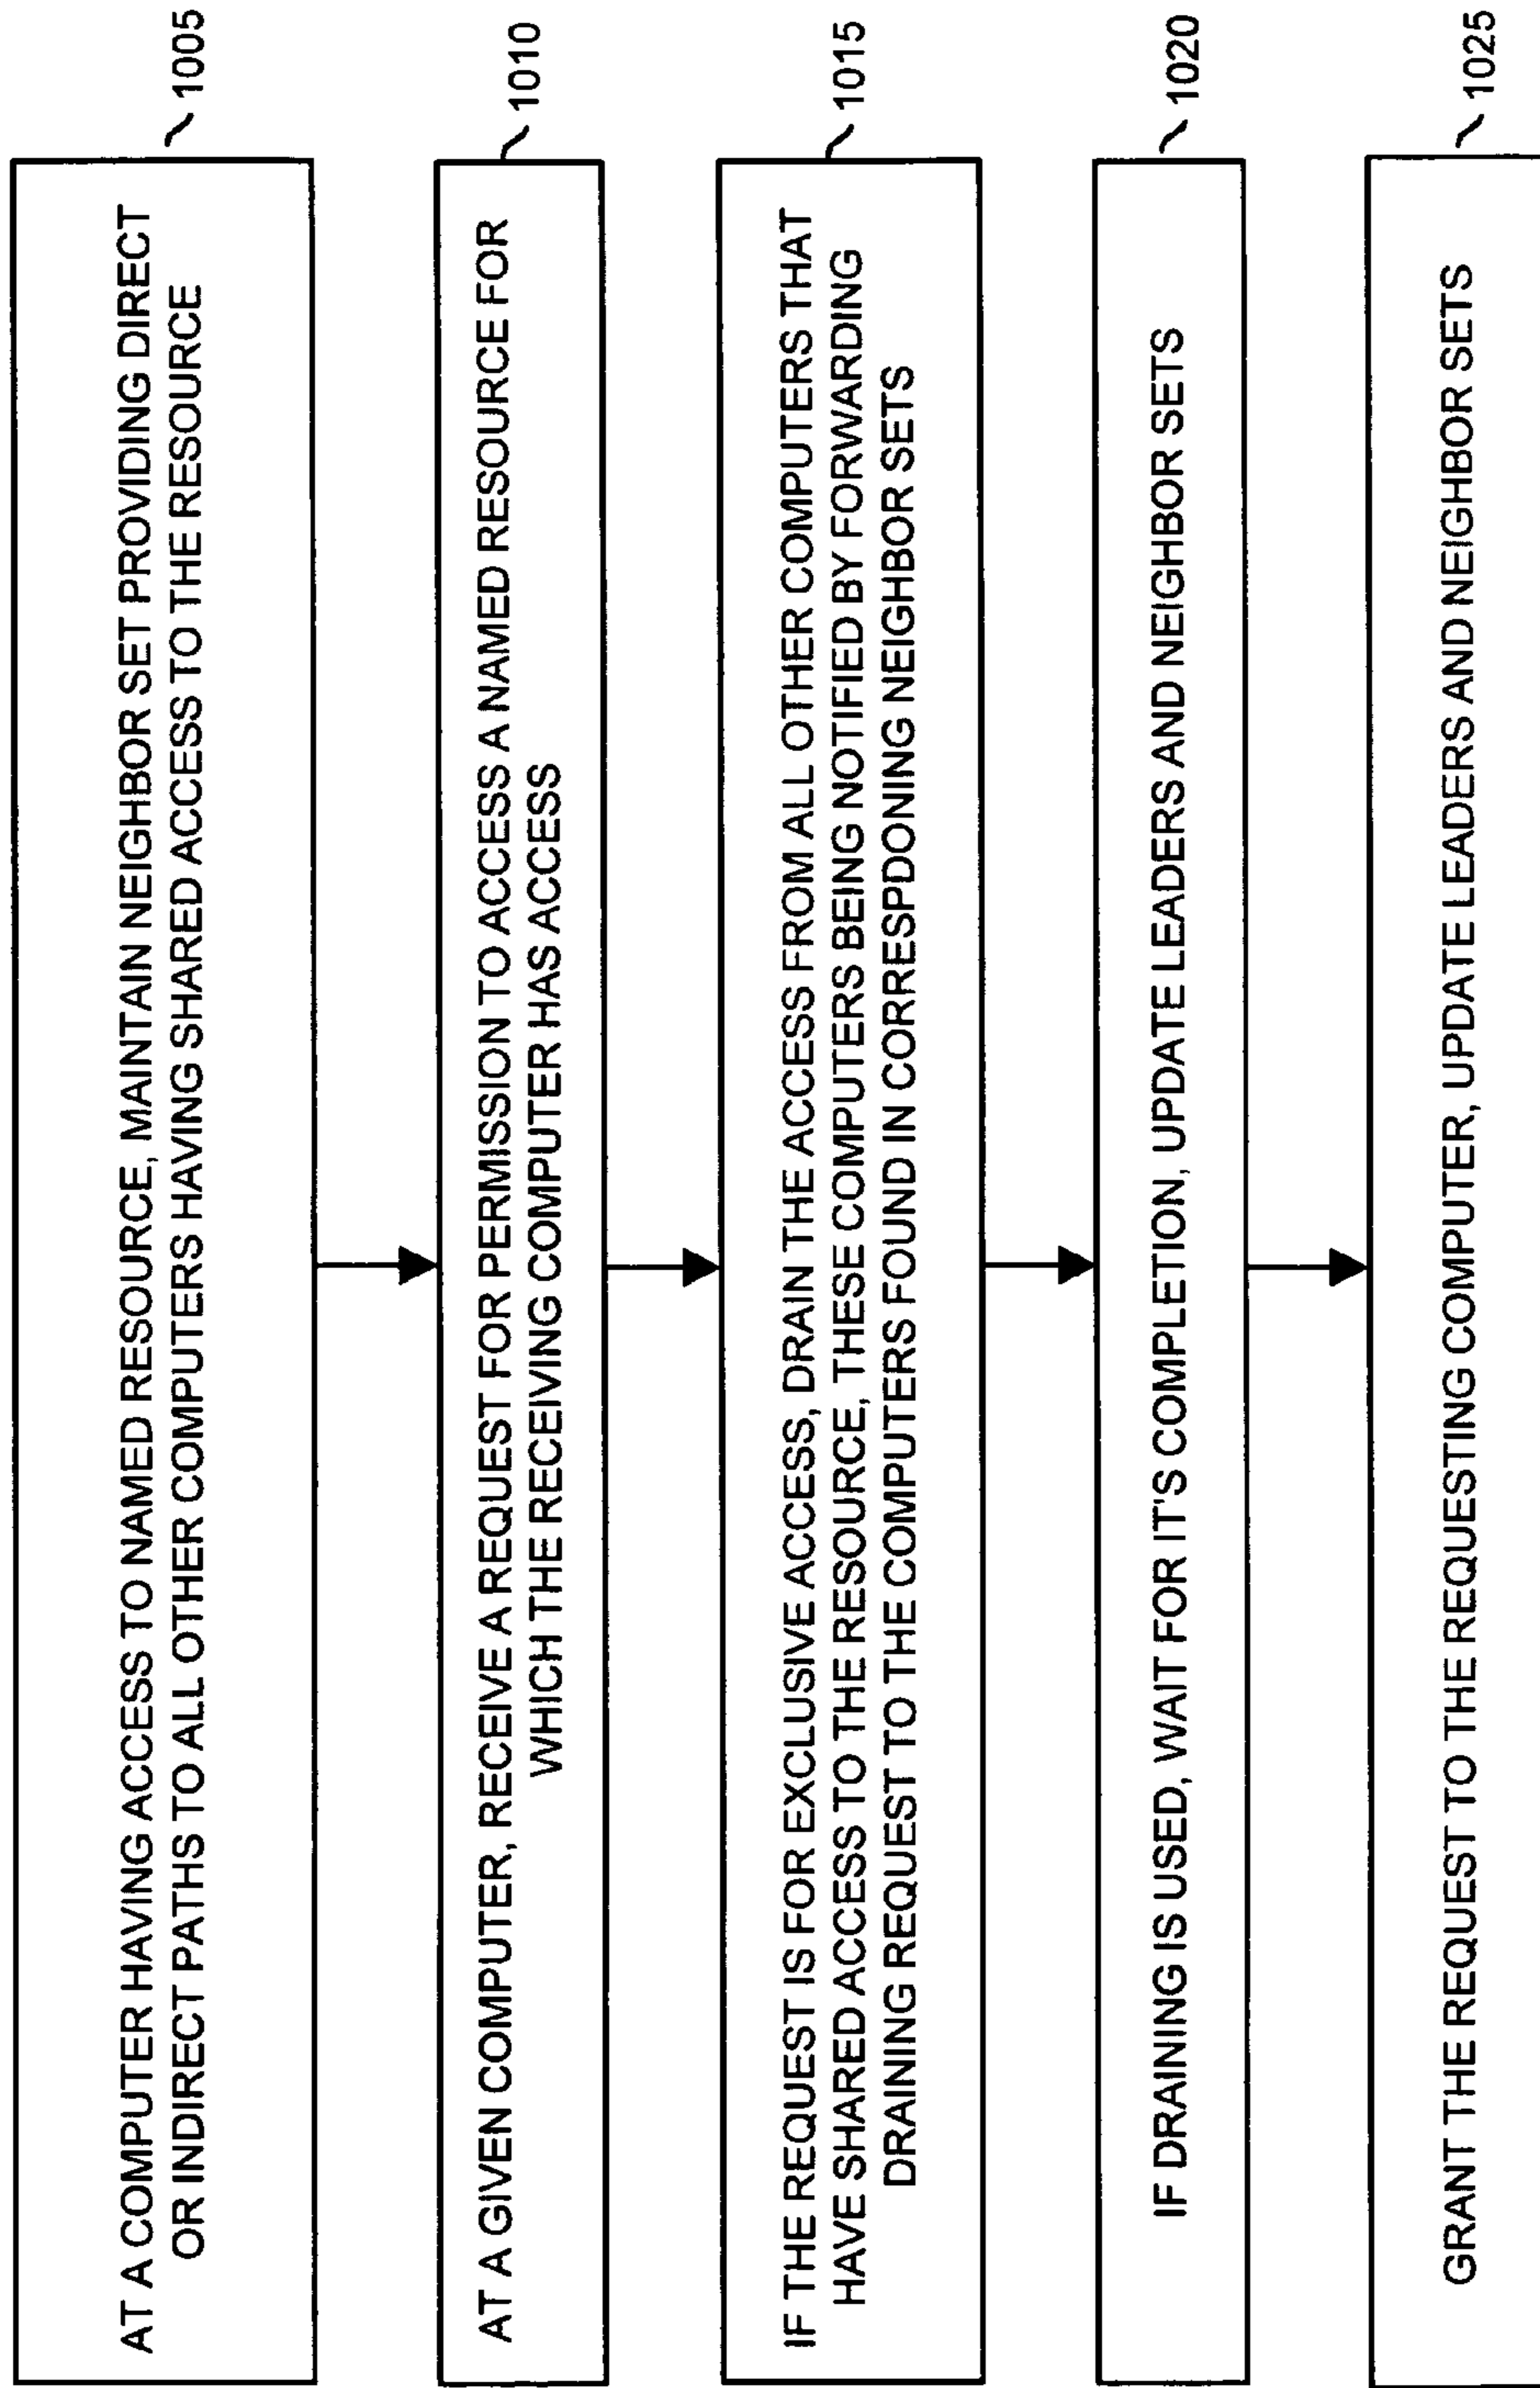 AT A COMPUTER HAVING ACCESS TO NAMED RESOURCE, MAINTAIN NEIGHBOR SET PROVIDING DIRECT
OR INDIRECT PATHS TO ALL OTHER COMPUTERS HAVING SHARED ACCESS TO THE RESOURCE
1005
AT A GIVEN COMPUTER, RECEIVE A REQUEST FOR PERMISSION TO ACCESS A NAMED RESOURCE FOR
WHICH THE RECEIVING COMPUTER HAS ACCESS
1010
IF THE REQUEST IS FOR EXCLUSIVE ACCESS, DRAIN THE ACCESS FROM ALL OTHER COMPUTERS THAT
HAVE SHARED ACCESS TO THE RESOURCE, THESE COMPUTERS BEING NOTIFIED BY FORWARDING
DRAINING REQUEST TO THE COMPUTERS FOUND IN CORRESPDONING NEIGHBOR SETS
1015
IF DRAINING IS USED, WAIT FOR IT'S COMPLETION, UPDATE LEADERS AND NEIGHBOR SETS
1020
GRANT THE REQUEST TO THE REQUESTING COMPUTER, UPDATE LEADERS AND NEIGHBOR SETS
1025